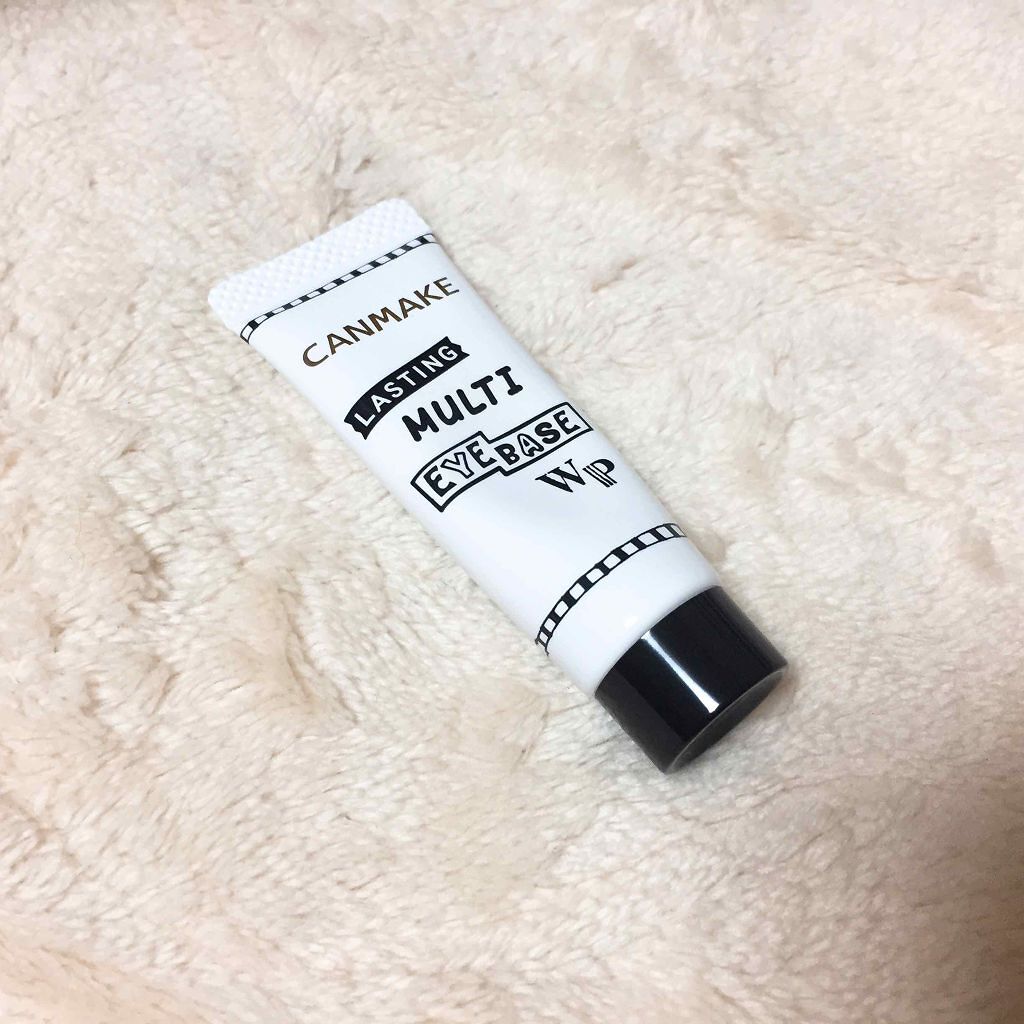 CANMAKE
LASTING
MULTI
EYE BASE
WP